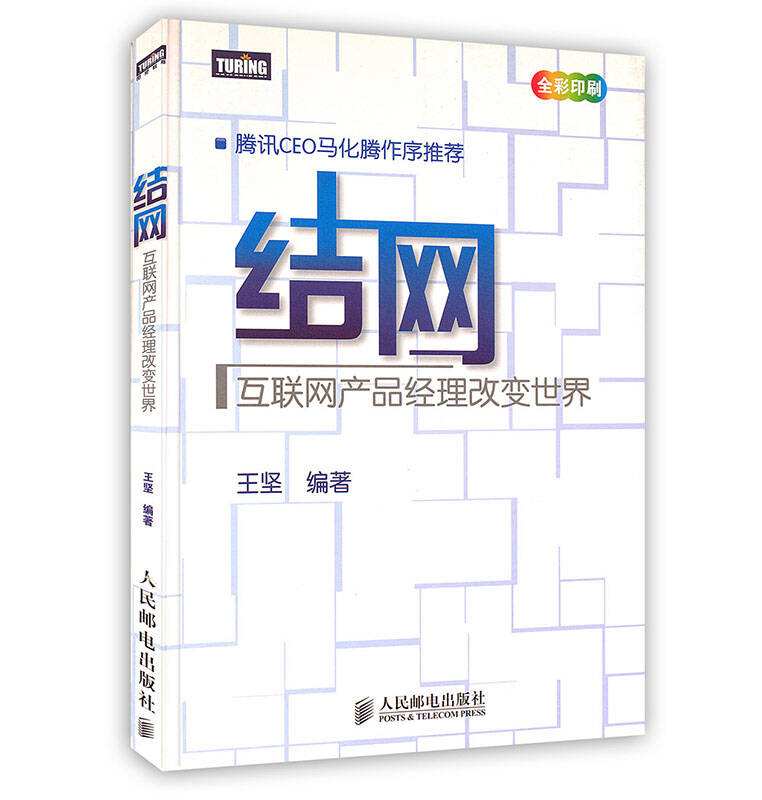 TURING
结网
互联网产品经理改变世界
王坚 编著
人民邮电出版社
TURING
全彩印刷
腾讯CEO马化腾作序推荐
结网
互联网产品经理改变世界
王坚 编著
人民邮电出版社
POSTS & TELECOM PRESS